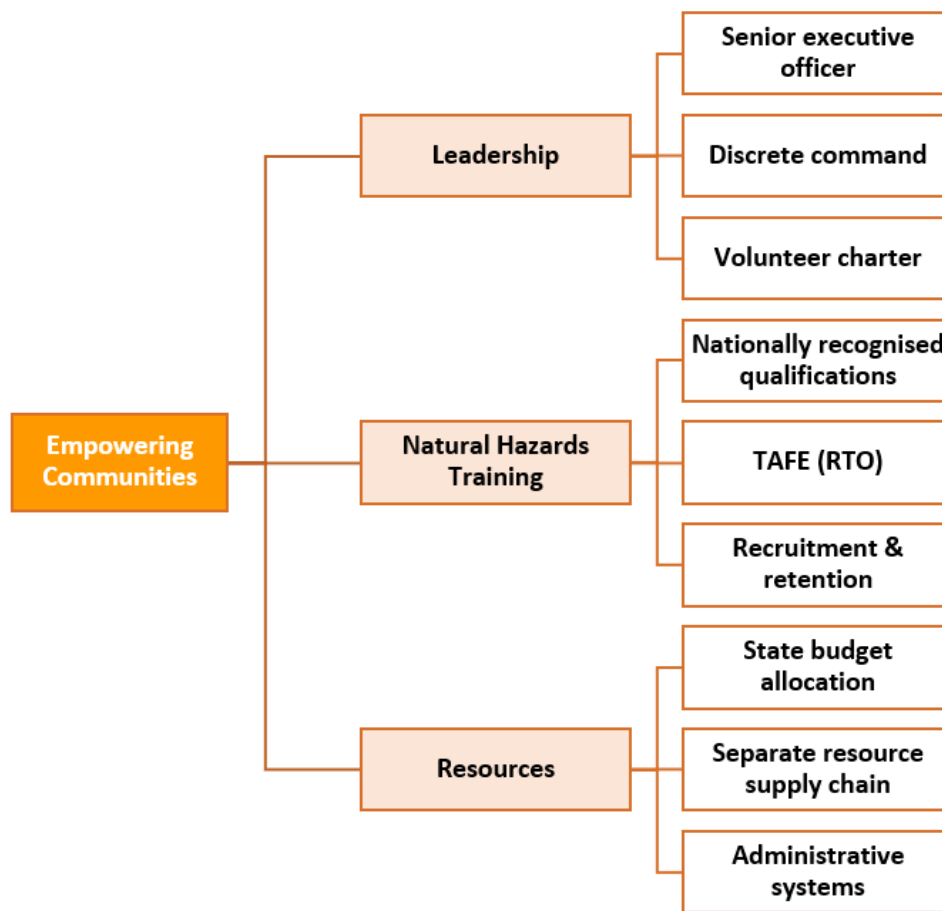 Senior executive
officer
Leadership
Discrete command
Volunteer charter
Nationally recognised
qualifications
Empowering
Communities
Natural Hazards
Training
TAFE (RTO)
Recruitment &
retention
State budget
allocation
Resources
Separate resource
supply chain
Administrative
systems